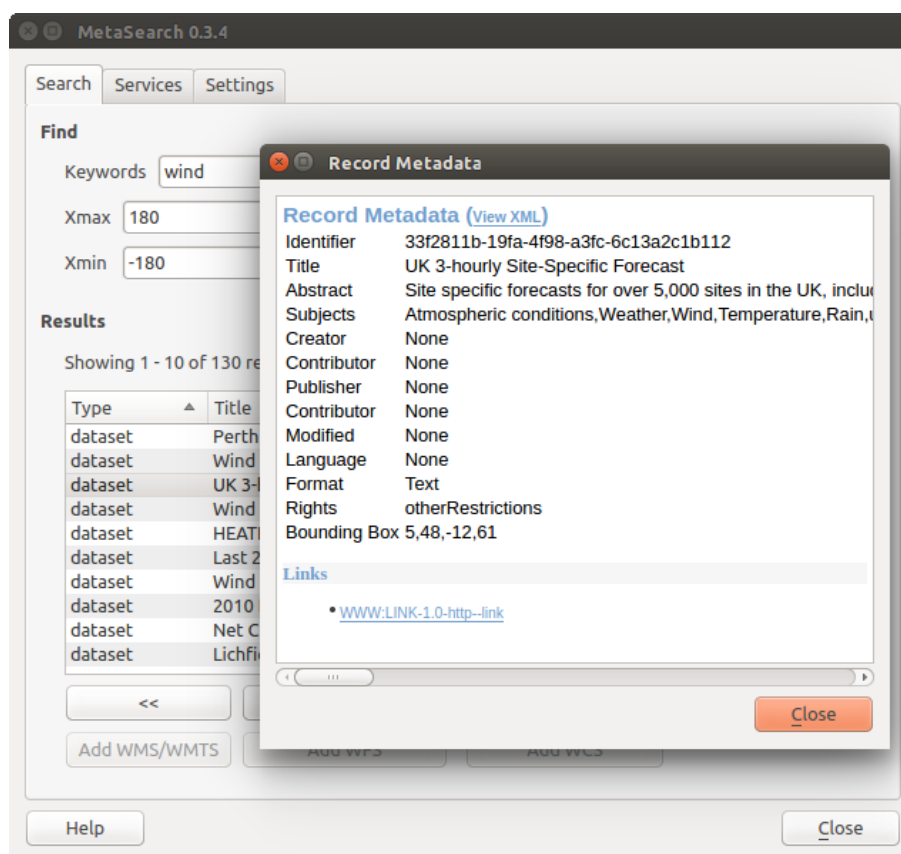 MetaSearch 0.3.4
Search Services Settings
Find
Keywords wind
Xmax 180
Xmin -180
Results
Showing 1 - 10 of 130
Type Title
dataset Perth
dataset Wind
dataset UK
dataset Wind
dataset
dataset Last
dataset Wind
dataset 2010
dataset Net
dataset
<<
Add WMS/WMTS Add WFS Add WCS
Help Close
Record Metadata
Record Metadata (View XML)
Identifier 33f2811b-19fa-4f98-a3fc-6c13a2c1b112
Title UK 3-hourly Site-Specific Forecast
Abstract Site specific forecasts for over 5,000 sites in the UK,
Subjects Atmospheric conditions,Weather,Wind,Temperature,Rain,
Creator None
Contributor None
Publisher None
Contributor None
Modified None
Language None
Format Text
Rights otherRestrictions
Bounding Box 5,48,-12,61
Links
WWW:LINK-1.0-http--link
Close